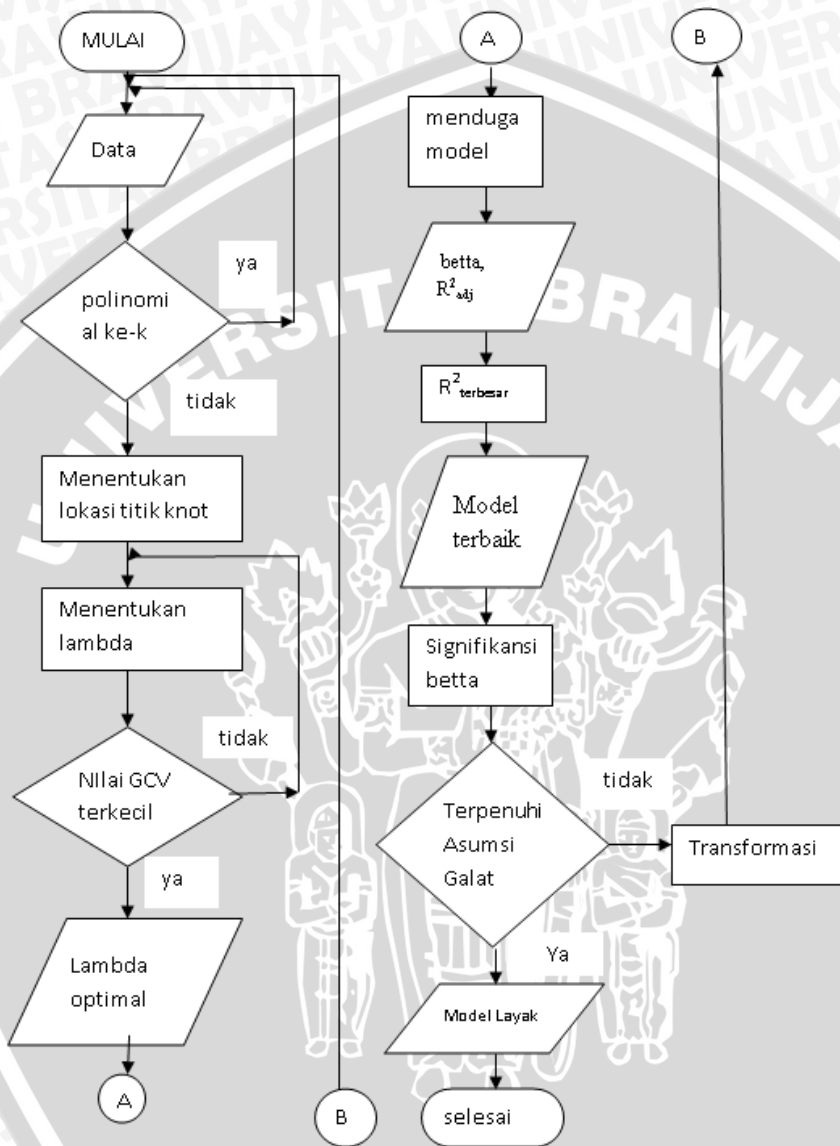 MULAI
Data
polinomi
al ke-k
ya
tidak
Menentukan
lokasi titik knot
Menentukan
lambda
NIlai GCV
terkecil
tidak
ya
Lambda
optimal
A
B
A
menduga
model
betta,
R²adj
R²terbesar
Model
terbaik
Signifikansi
betta
Terpenuhi
Asumsi
Galat
tidak
Ya
Transformasi
B
Model Layak
selesai
UNIVERSITAS BRAWIJAYA